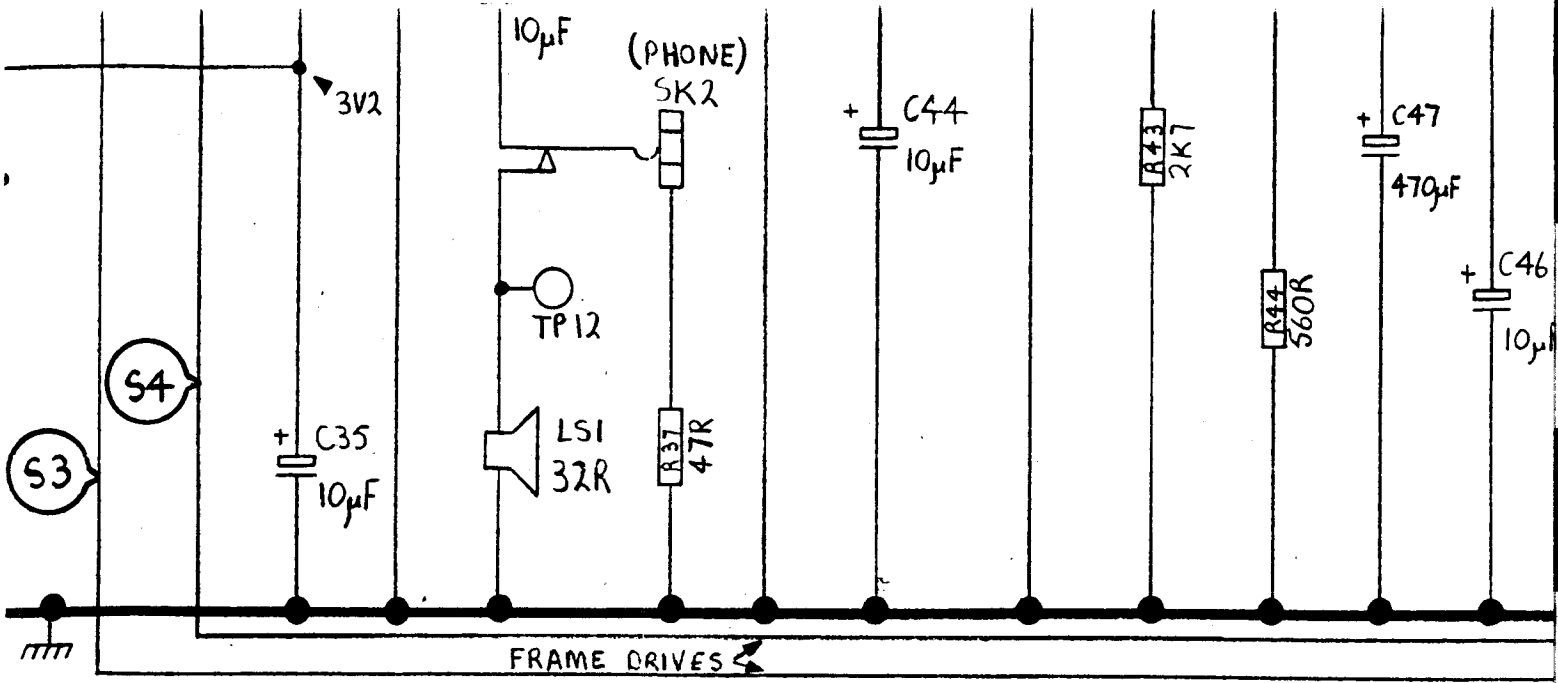 10µF
(PHONE)
SK2
3V2
+ C44
10µF
R43
2K7
+ C47
470µF
+ C46
10µF
R44
560R
TP12
S4
S3
+ C35
10µF
LS1
32R
R37
47R
FRAME DRIVES